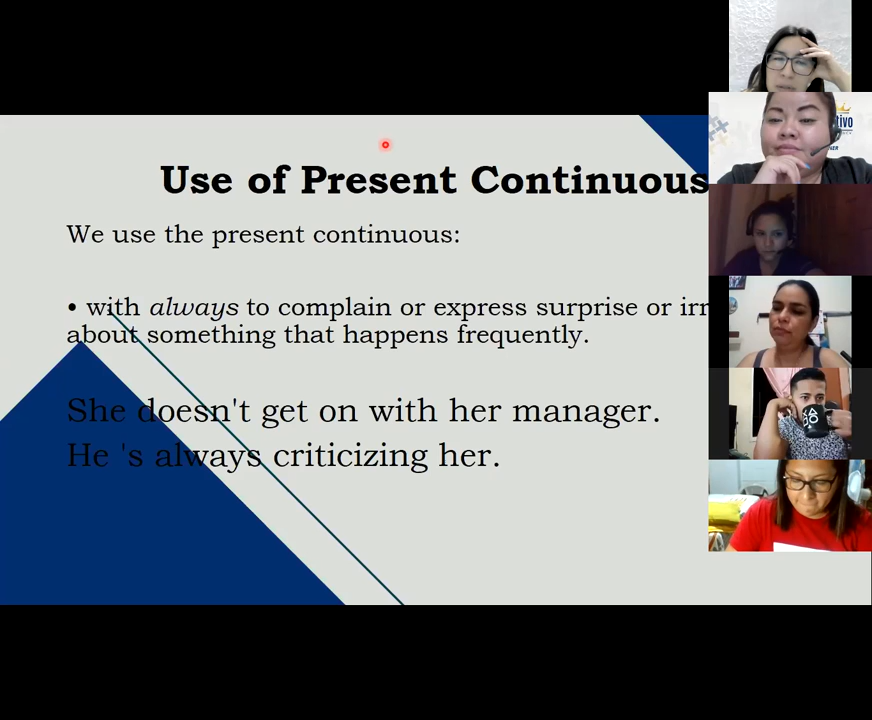 Use of Present Continuous
We use the present continuous:
• with always to complain or express surprise or irr
about something that happens frequently.
She doesn't get on with her manager.
He 's always criticizing her.
tivo